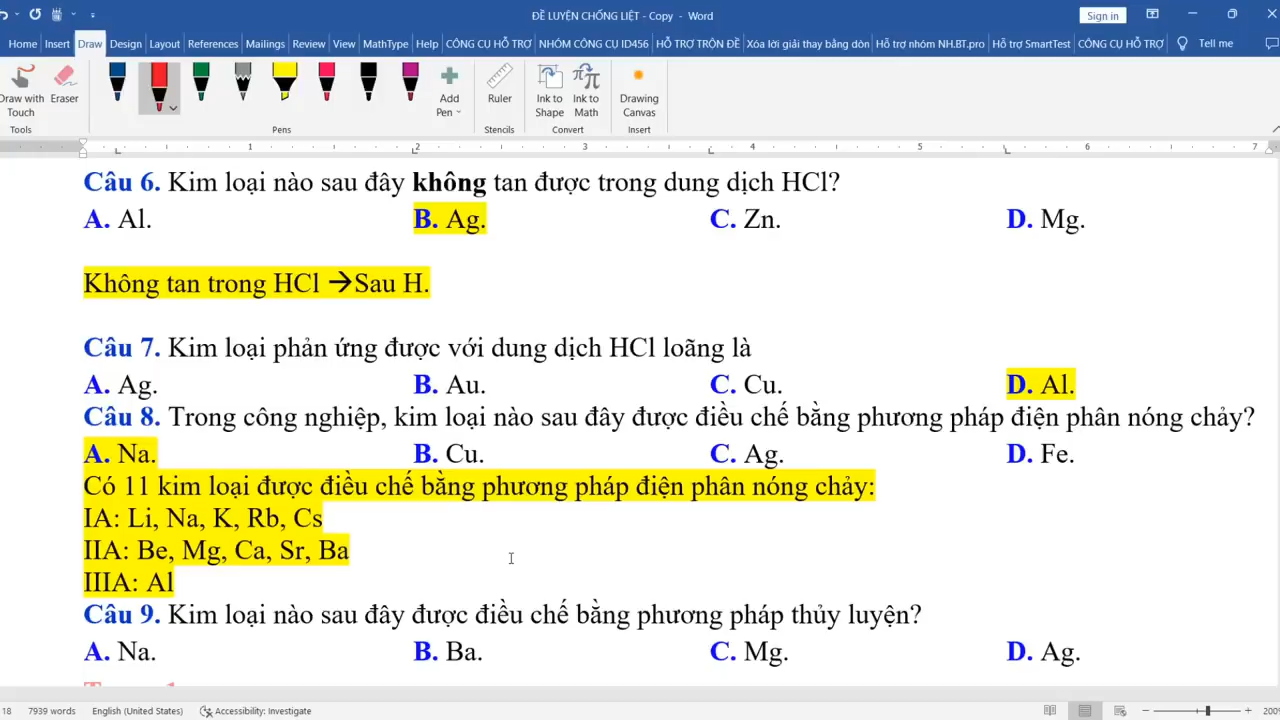 ĐỀ LUYỆN CHỐNG LIỆT - Copy - Word
Sign in
Home Insert Draw Design Layout References Mailings Review View MathType Help CÔNG CỤ HỖ TRỢ NHÓM CÔNG CỤ ID456 HỖ TRỢ TRỘN ĐỀ Xóa lời giải thay bằng dòn Hỗ trợ nhóm NH.BT.pro Hỗ trợ SmartTest CÔNG CỤ HỖ TRỢ Tell me
Draw with Touch
Eraser
Add Pen
Ruler
Ink to Shape
Ink to Math
Drawing Canvas
Tools Pens Stencils Convert Insert
1 2 3 4 5 6 7
Câu 6. Kim loại nào sau đây không tan được trong dung dịch HCl?
A. Al. B. Ag. C. Zn. D. Mg.
Không tan trong HCl →Sau H.
Câu 7. Kim loại phản ứng được với dung dịch HCl loãng là
A. Ag. B. Au. C. Cu. D. Al.
Câu 8. Trong công nghiệp, kim loại nào sau đây được điều chế bằng phương pháp điện phân nóng chảy?
A. Na. B. Cu. C. Ag. D. Fe.
Có 11 kim loại được điều chế bằng phương pháp điện phân nóng chảy:
IA: Li, Na, K, Rb, Cs
IIA: Be, Mg, Ca, Sr, Ba
IIIA: Al
Câu 9. Kim loại nào sau đây được điều chế bằng phương pháp thủy luyện?
A. Na. B. Ba. C. Mg. D. Ag.
18 7939 words English (United States) Accessibility: Investigate